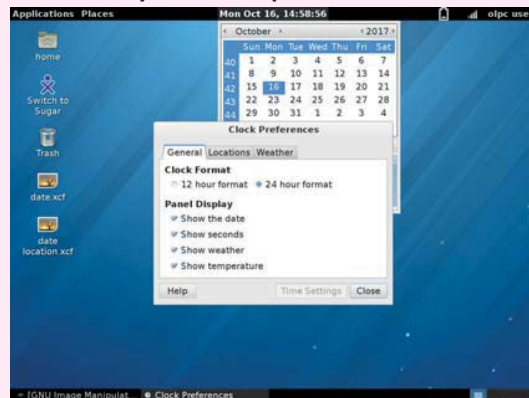 Applications Places Mon Oct 16, 14:58:56 olpc use
October 2017
Sun Mon Tue Wed Thu Fri Sat
40 1 2 3 4 5 6 7
41 8 9 10 11 12 13 14
42 15 16 17 18 19 20 21
43 22 23 24 25 26 27 28
44 29 30 31 1 2 3 4
home
Switch to
Sugar
Trash
date.xcf
date
location.xcf
Clock Preferences
General Locations Weather
Clock Format
12 hour format 24 hour format
Panel Display
Show the date
Show seconds
Show weather
Show temperature
Help Time Settings Close
[GNU Image Manipulat... Clock Preferences